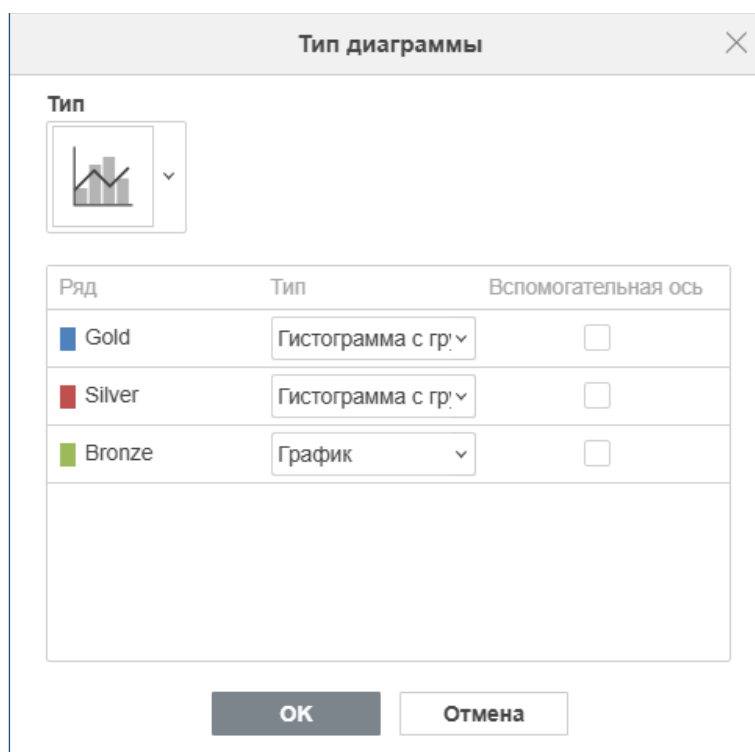 Тип диаграммы
Тип
Ряд Тип Вспомогательная ось
Gold Гистограмма с гр
Silver Гистограмма с гр
Bronze График
OK Отмена